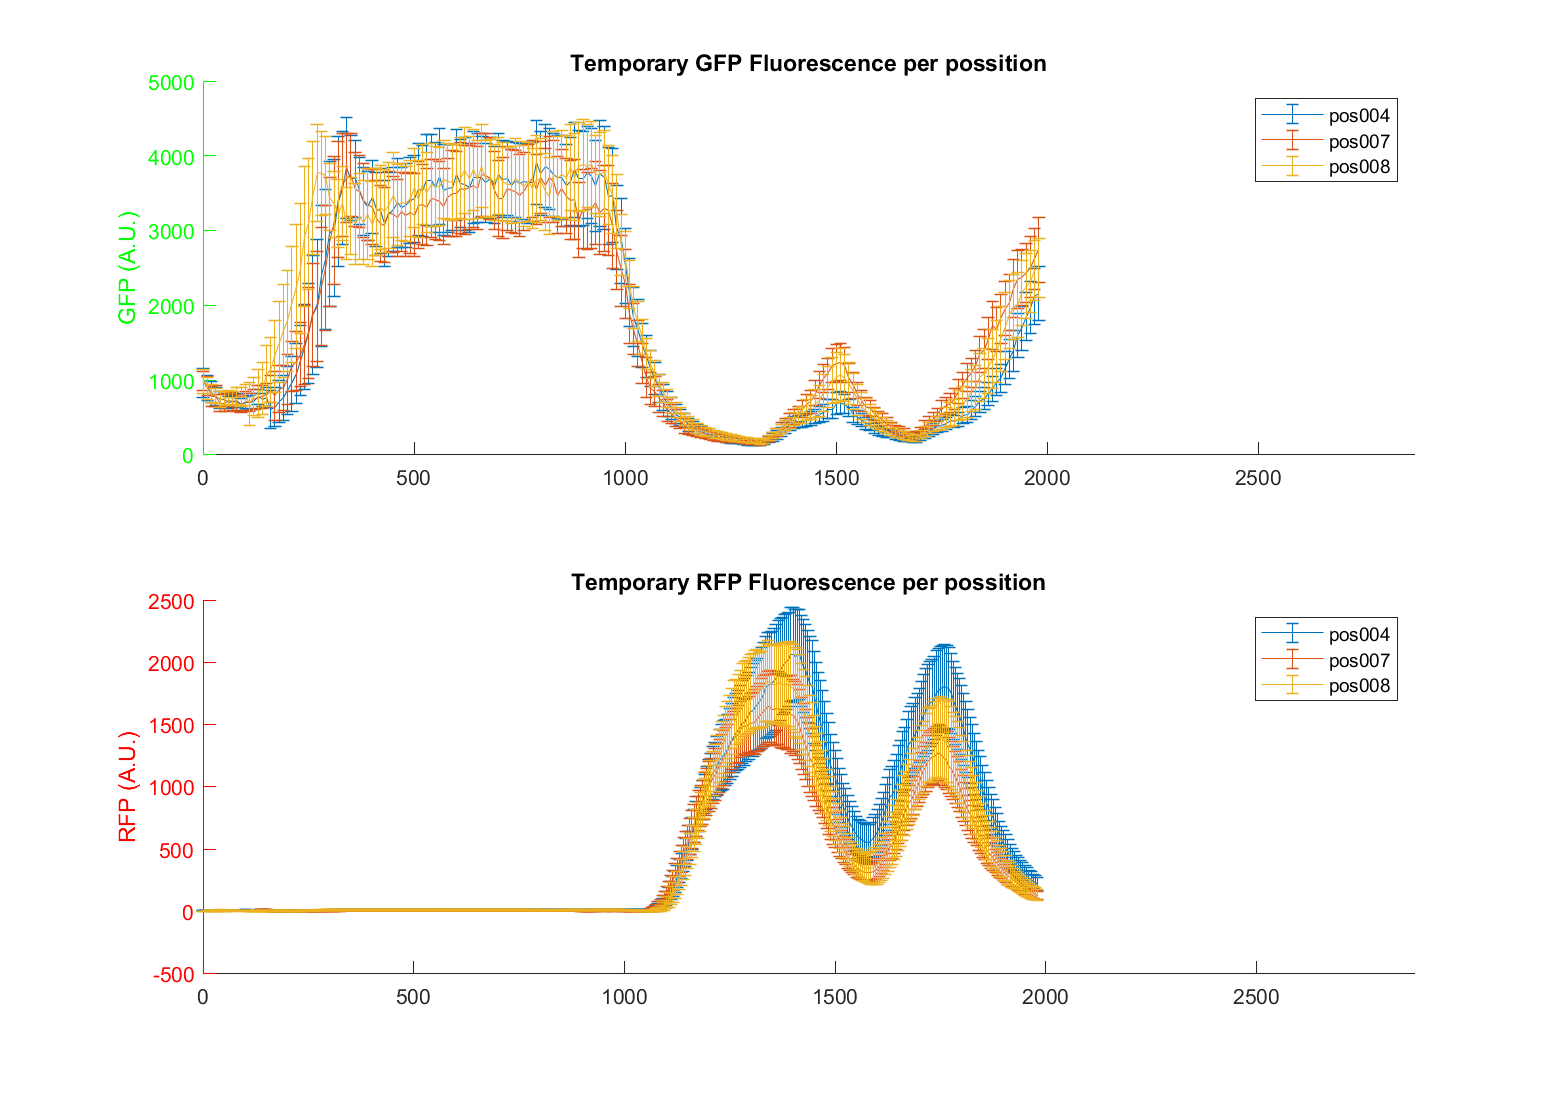 Temporary GFP Fluorescence per possition
5000
4000
3000
2000
1000
0
GFP (A.U.)
0 500 1000 1500 2000 2500
pos004
pos007
pos008
Temporary RFP Fluorescence per possition
2500
2000
1500
1000
500
0
-500
RFP (A.U.)
0 500 1000 1500 2000 2500
pos004
pos007
pos008